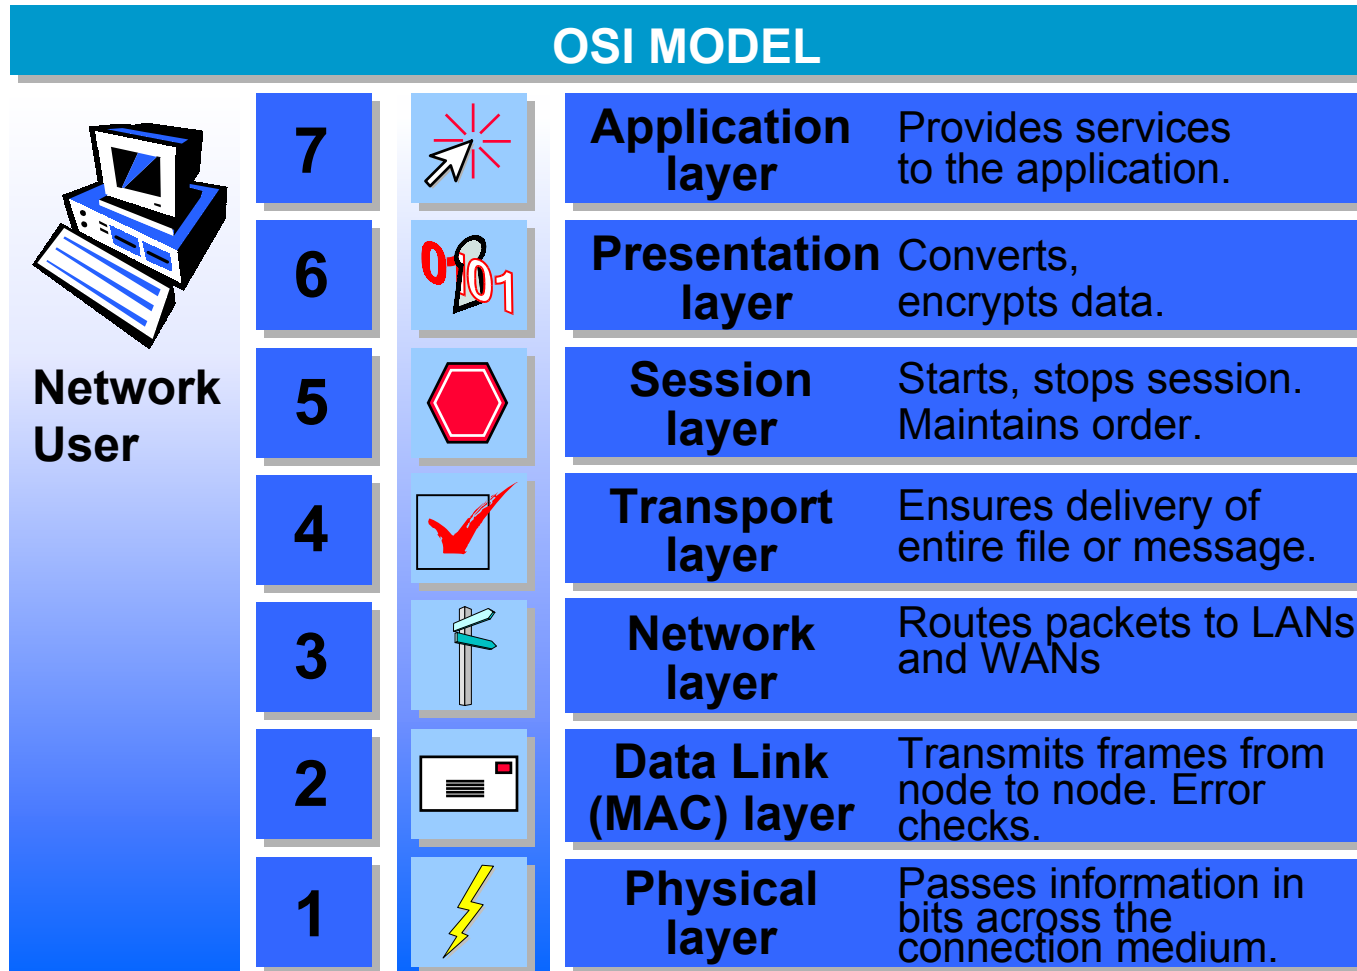 OSI MODEL
Network
User
7
Application
layer
Provides services
to the application.
6
0-101
Presentation
layer
Converts,
encrypts data.
5
Session
layer
Starts, stops session.
Maintains order.
4
Transport
layer
Ensures delivery of
entire file or message.
3
Network
layer
Routes packets to LANs
and WANs
2
Data Link
(MAC) layer
Transmits frames from
node to node. Error
checks.
1
Physical
layer
Passes information in
bits across the
connection medium.